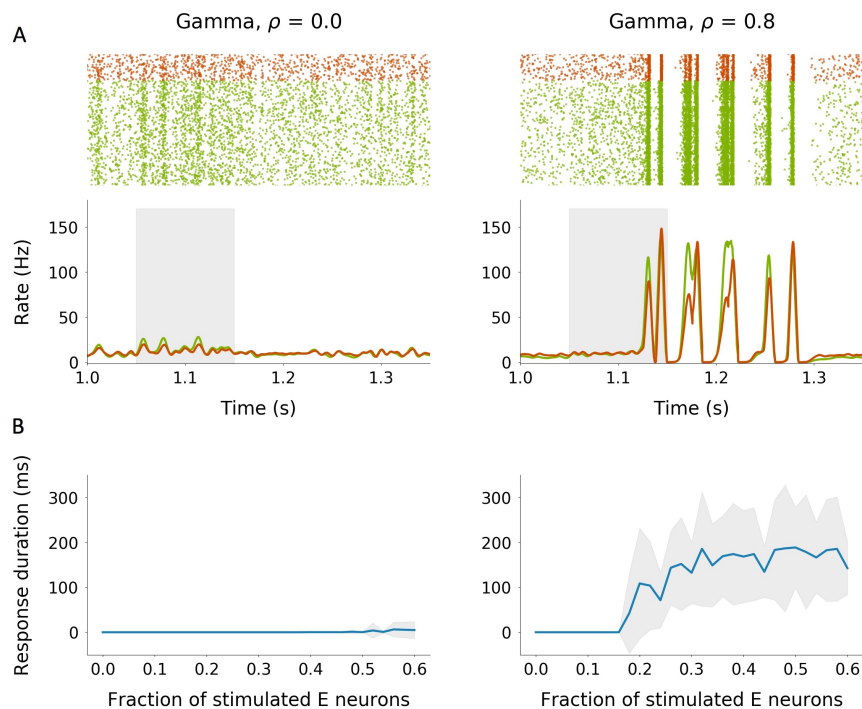 A
Gamma, ρ = 0.0
Gamma, ρ = 0.8
Rate (Hz)
150
100
50
0
1.0 1.1 1.2 1.3
Time (s)
150
100
50
0
1.0 1.1 1.2 1.3
Time (s)
B
Response duration (ms)
300
200
100
0
0.0 0.1 0.2 0.3 0.4 0.5 0.6
Fraction of stimulated E neurons
300
200
100
0
0.0 0.1 0.2 0.3 0.4 0.5 0.6
Fraction of stimulated E neurons